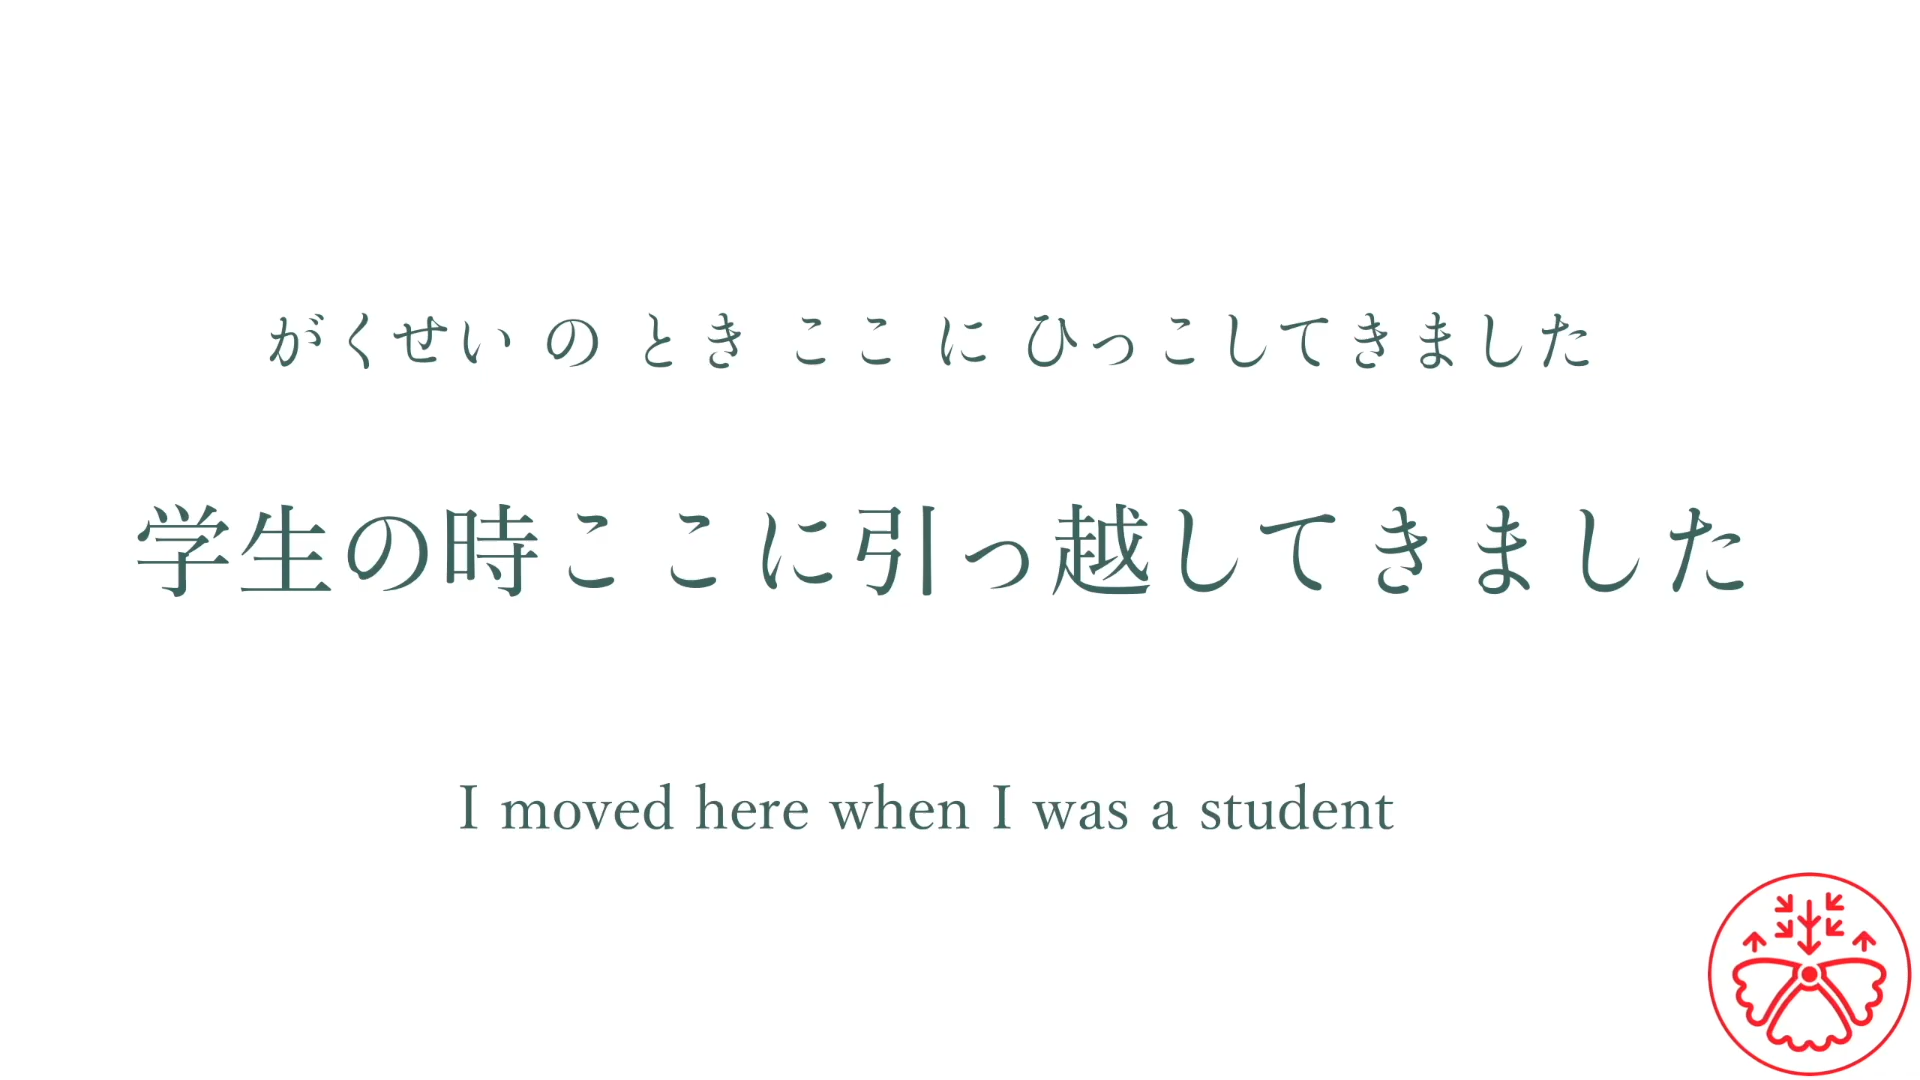 がくせい の とき ここ に ひっこしてきました
学生の時ここに引っ越してきました
I moved here when I was a student